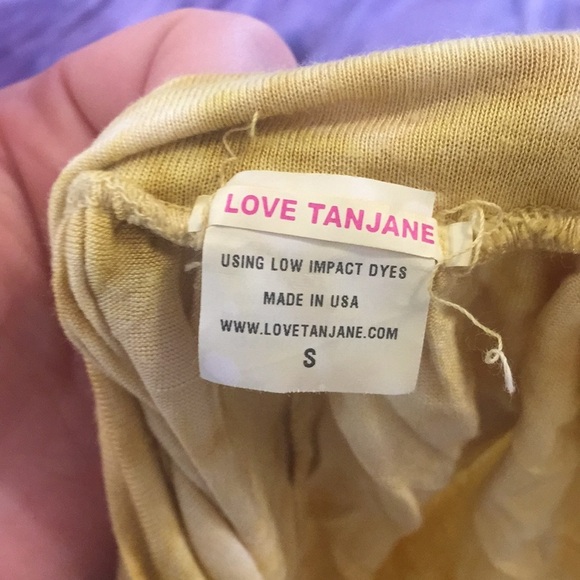 LOVE TANJANE
USING LOW IMPACT DYES
MADE IN USA
WWW.LOVETANJANE.COM
S